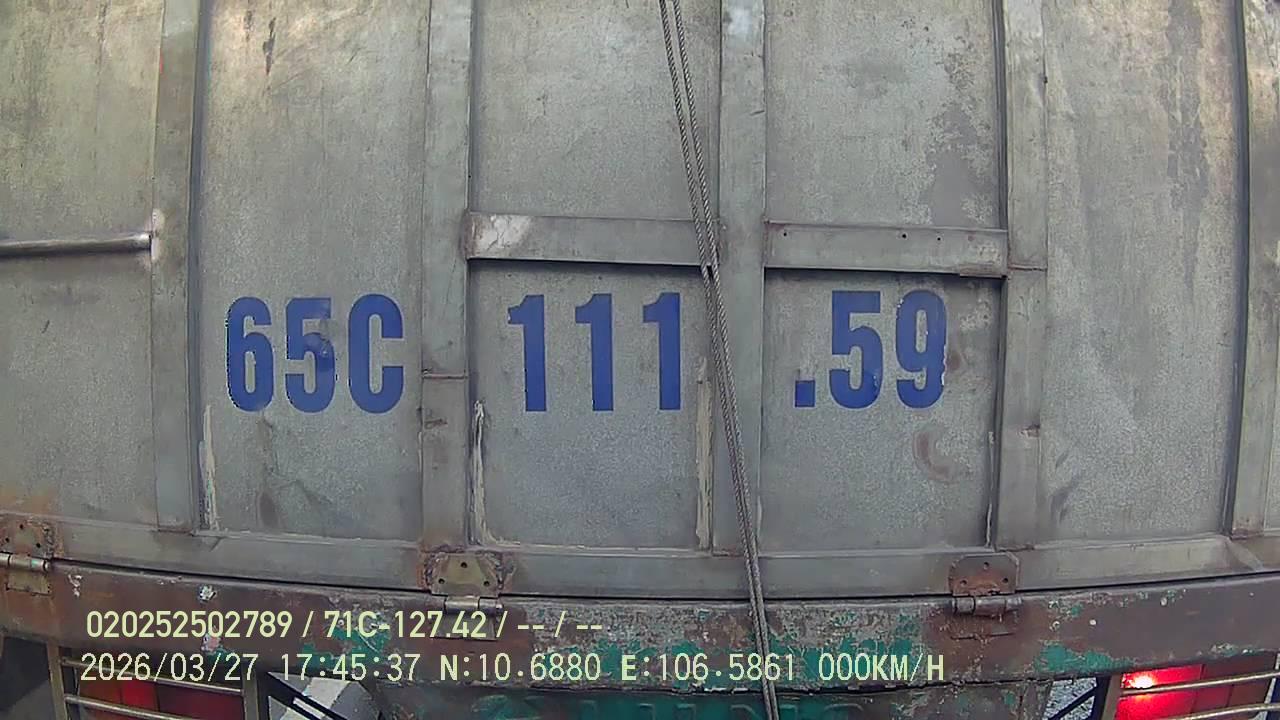 65C 111 .59
020252502789 / 71C-127.42 / -- / --
2026/03/27 17:45:37 N:10.6880 E:106.5861 000KM/H